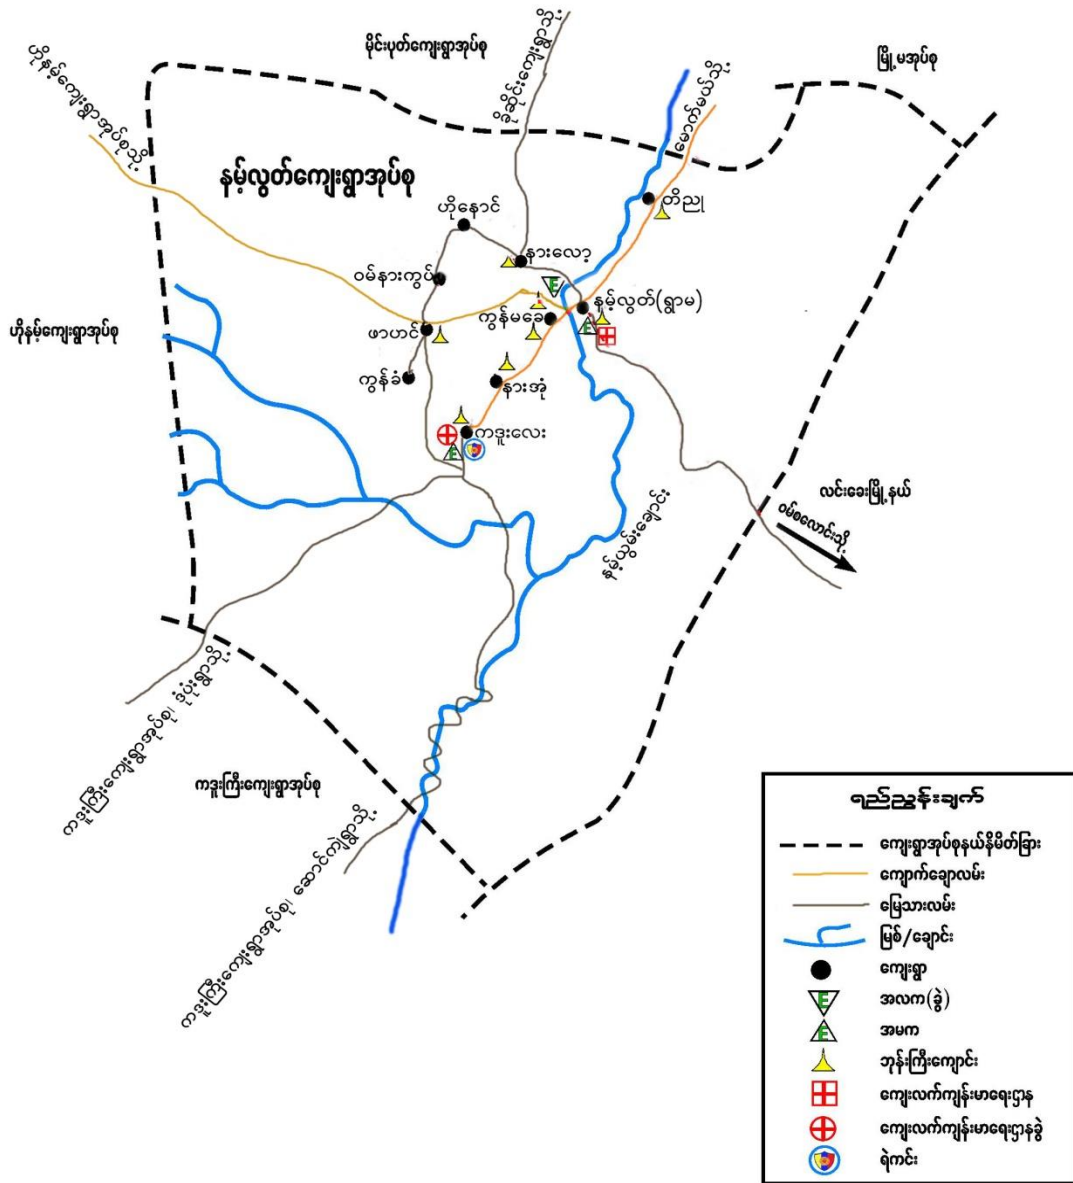 မိုင်းပုတ်ကျေးရွာအုပ်စု
မြို့မအုပ်စု
ဟိုနမ့်ကျေးရွာအုပ်စုသို့
မောက်မယ်သို့
နမ့်လွတ်ကျေးရွာအုပ်စု
တိညု
ဟိုနောင်
နားလော့
ဝမ်နားကွပ်
နမ့်လွတ်(ရွာမ)
ကွန်မခေး
ဟိုနမ့်ကျေးရွာအုပ်စု
ဖာဟင်
ကွန်ခံ
နားအုံ
ကဒူးလေး
လင်းခေးမြို့နယ်
ဝမ်စလောင်းသို့
နမ့်ယွမ်းချောင်း
ကဒူးကြီးကျေးရွာအုပ်စု၊ ဒုံပုံးရွာသို့
ကဒူးကြီးကျေးရွာအုပ်စု
ကဒူးကြီးကျေးရွာအုပ်စု၊ ဆောင်ကဲရွာသို့
ရည်ညွှန်းချက်
ကျေးရွာအုပ်စုနယ်နိမိတ်ခြား
ကျောက်ချောလမ်း
မြေသားလမ်း
မြစ်/ချောင်း
ကျေးရွာ
အလက(ခွဲ)
အမက
ဘုန်းကြီးကျောင်း
ကျေးလက်ကျန်းမာရေးဌာန
ကျေးလက်ကျန်းမာရေးဌာနခွဲ
ရဲကင်း